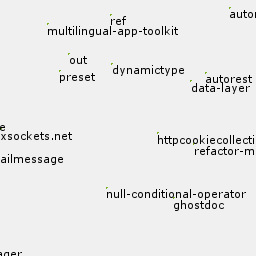 autor
ref
multilingual-app-toolkit
out
dynamictype
preset
autorest
data-layer
e
xsockets.net
httpcookiecollecti
refactor-m
ailmessage
null-conditional-operator
ghostdoc
ager